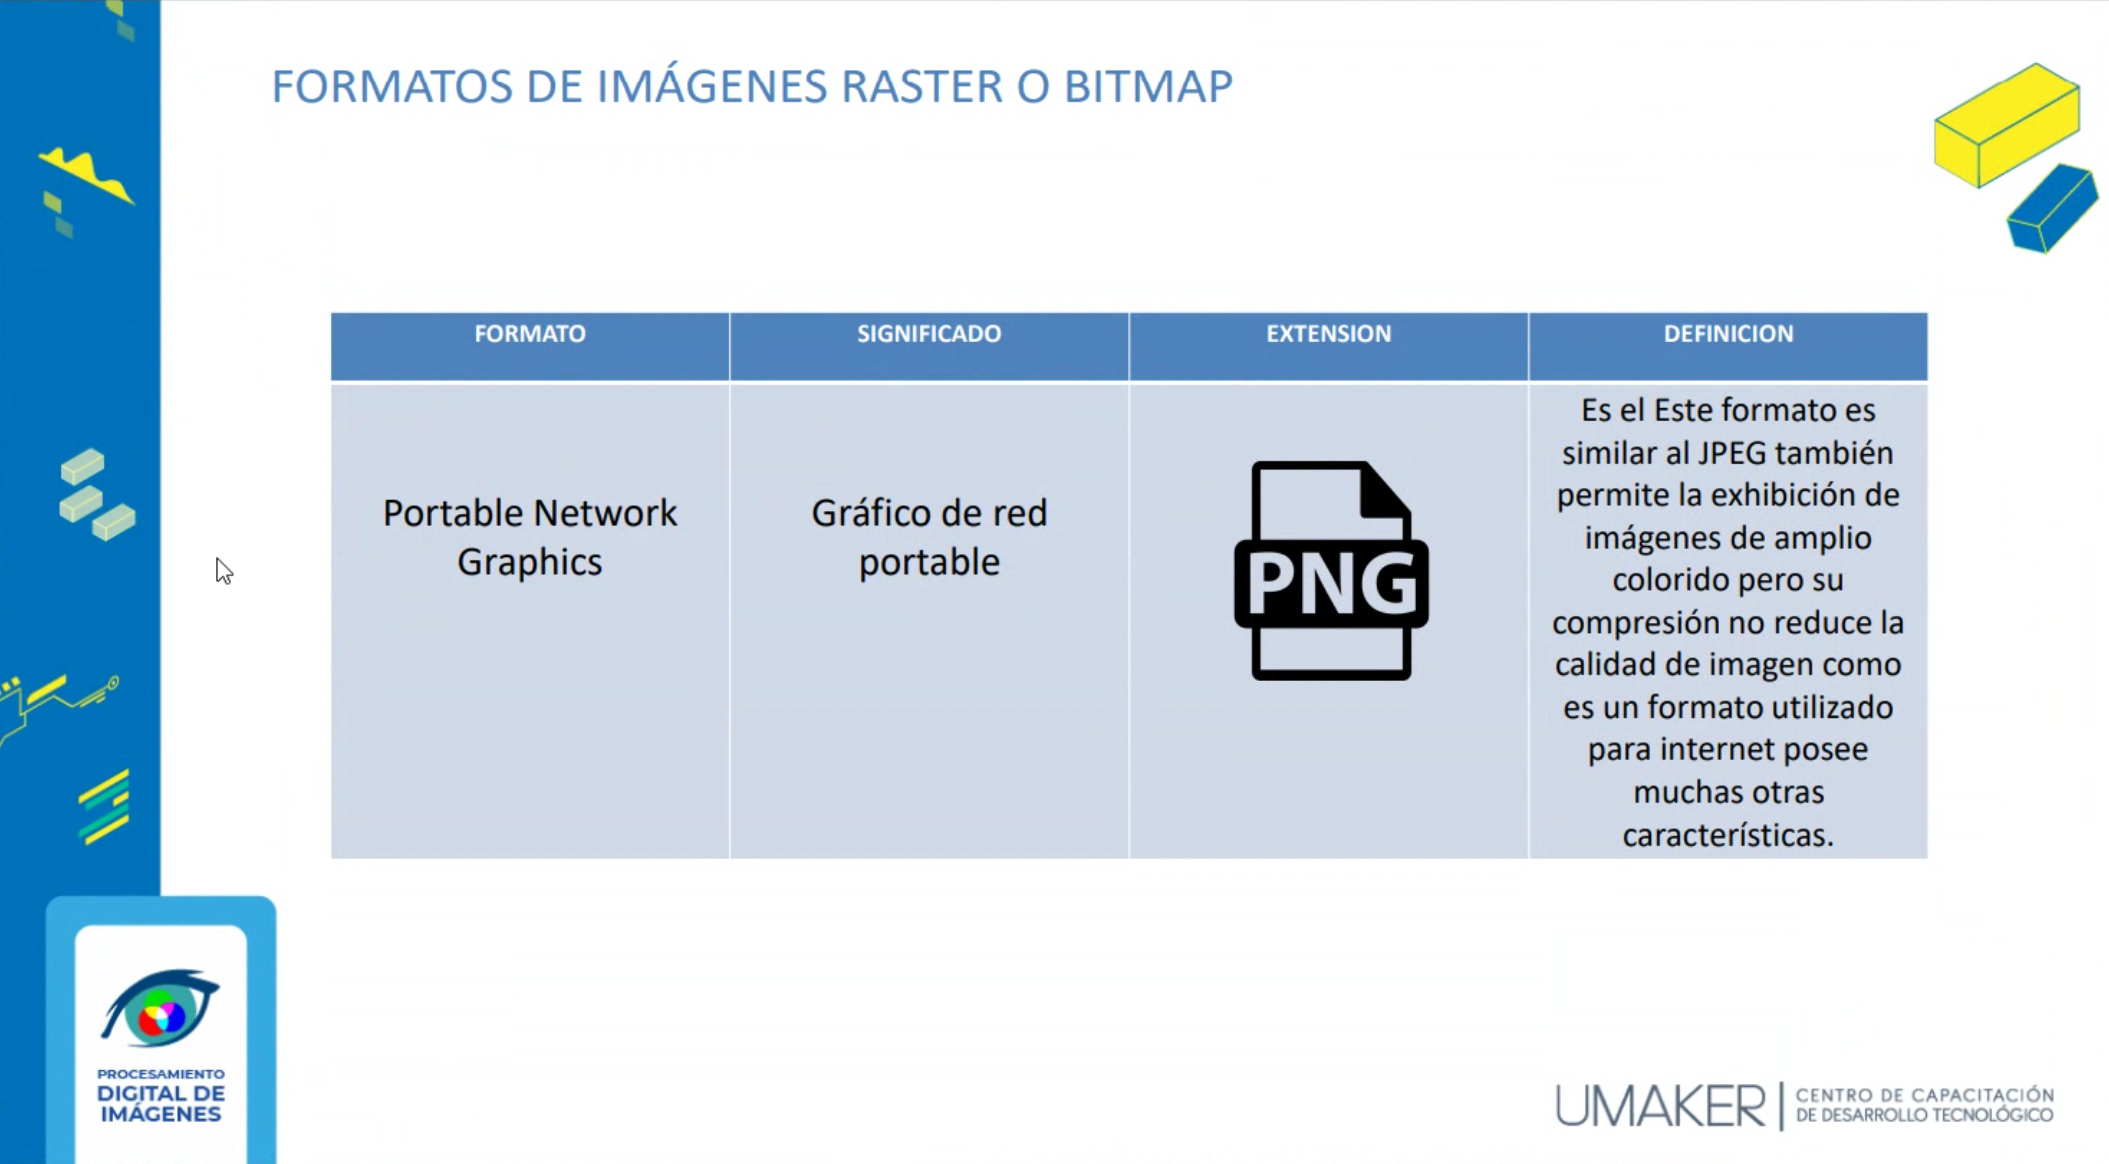 FORMATOS DE IMÁGENES RASTER O BITMAP
FORMATO
SIGNIFICADO
EXTENSION
DEFINICION
Portable Network
Graphics
Gráfico de red
portable
PNG
Es el Este formato es
similar al JPEG también
permite la exhibición de
imágenes de amplio
colorido pero su
compresión no reduce la
calidad de imagen como
es un formato utilizado
para internet posee
muchas otras
características.
PROCESAMIENTO
DIGITAL DE
IMÁGENES
UMAKER
CENTRO DE CAPACITACIÓN
DE DESARROLLO TECNOLÓGICO